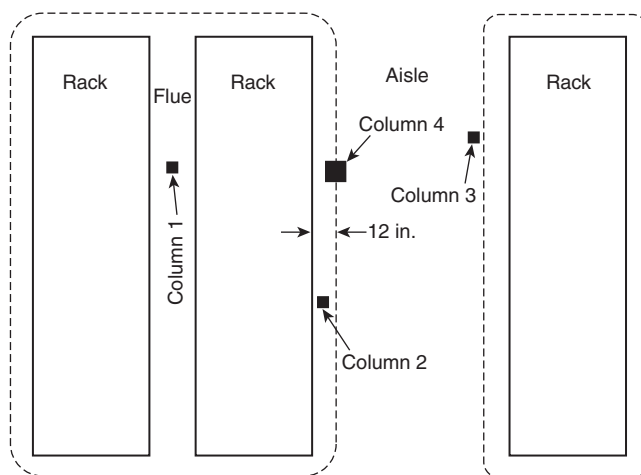 Rack
Flue
Rack
Aisle
Rack
Column 4
Column 3
Column 1
12 in.
Column 2